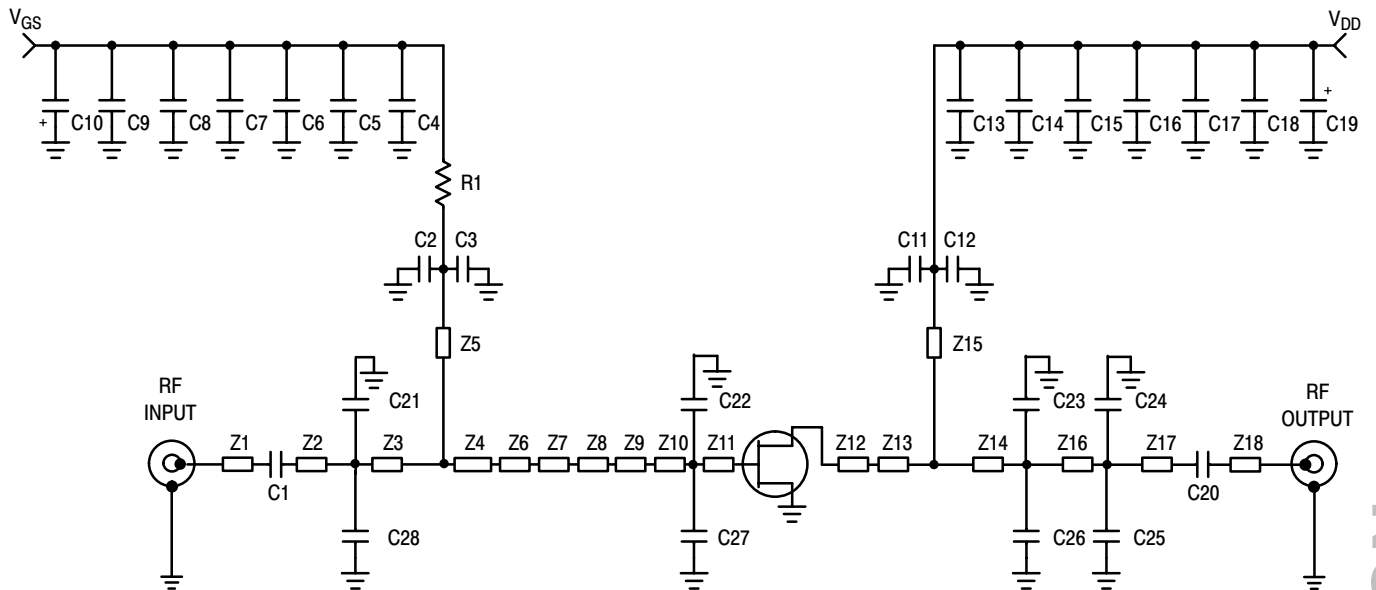 VGS
VDD
C10 C9 C8 C7 C6 C5 C4
C13 C14 C15 C16 C17 C18 C19
+
+
R1
C2 C3
C11 C12
Z5
Z15
RF
INPUT
C21
C22
C23
C24
RF
OUTPUT
Z1 Z2 Z3 Z4 Z6 Z7 Z8 Z9 Z10 Z11 Z12 Z13 Z14 Z16 Z17 Z18
C1
C20
C28
C27
C26
C25